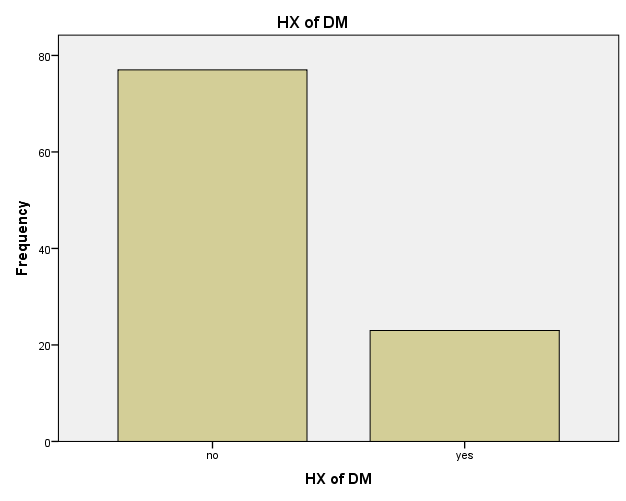 HX of DM
80
60
40
20
0
Frequency
no yes
HX of DM